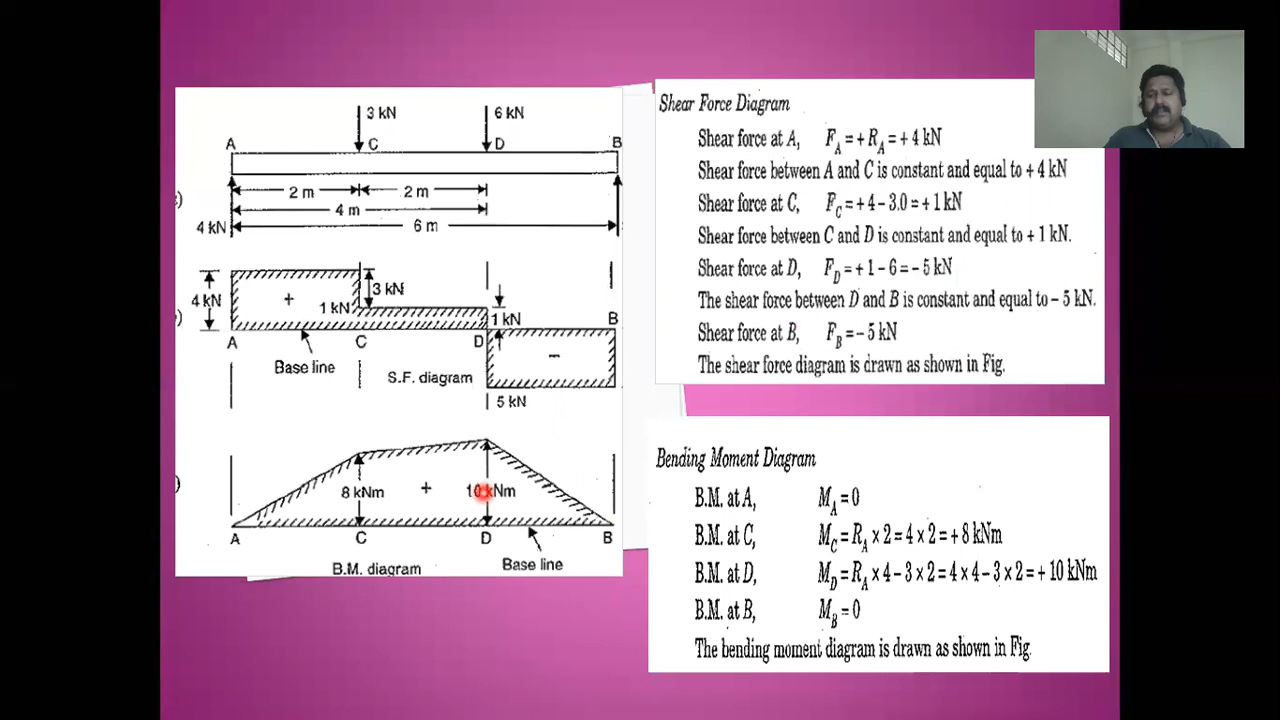 3 kN
6 kN
A
C
D
B
2 m
2 m
4 m
4 kN
6 m
4 kN
+
1 kN
3 kN
1 kN
B
A
C
D
Base line
S.F. diagram
−
5 kN
8 kNm
+
10 kNm
A
C
D
B
B.M. diagram
Base line
Shear Force Diagram
Shear force at A, F_A = + R_A = + 4 kN
Shear force between A and C is constant and equal to + 4 kN
Shear force at C, F_C = + 4 − 3.0 = + 1 kN
Shear force between C and D is constant and equal to + 1 kN.
Shear force at D, F_D = + 1 − 6 = − 5 kN
The shear force between D and B is constant and equal to − 5 kN.
Shear force at B, F_B = − 5 kN
The shear force diagram is drawn as shown in Fig.
Bending Moment Diagram
B.M. at A, M_A = 0
B.M. at C, M_C = R_A × 2 = 4 × 2 = + 8 kNm
B.M. at D, M_D = R_A × 4 − 3 × 2 = 4 × 4 − 3 × 2 = + 10 kNm
B.M. at B, M_B = 0
The bending moment diagram is drawn as shown in Fig.